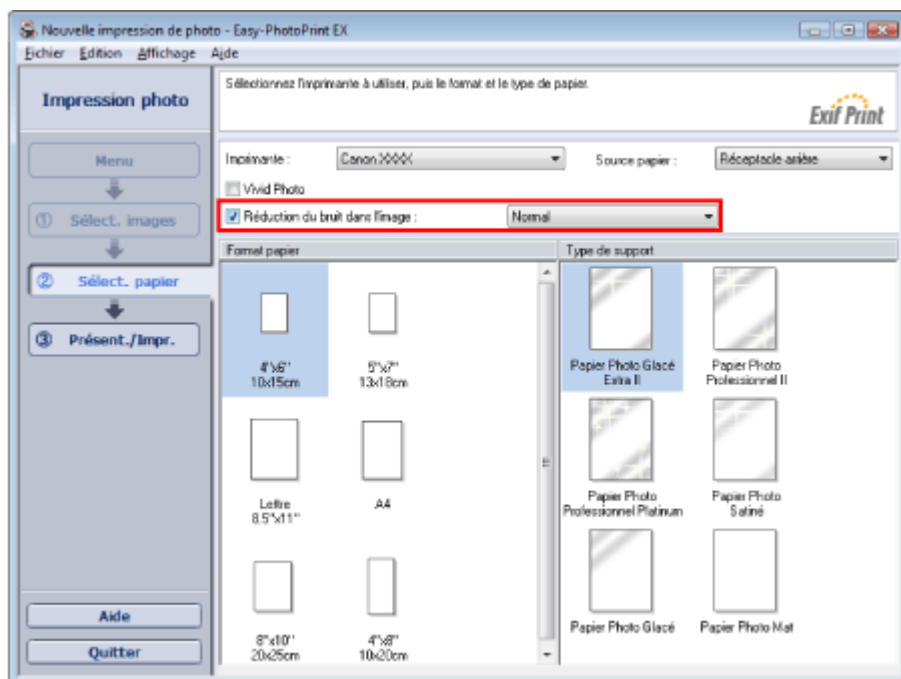 Nouvelle impression de photo - Easy-PhotoPrint EX
Fichier Edition Affichage Aide
Impression photo
Sélectionnez l'imprimante à utiliser, puis le format et le type de papier.
Exif Print
Menu
① Sélect. images
② Sélect. papier
③ Présent./Impr.
Aide
Quitter
Imprimante : Canon XXXX Source papier : Réceptacle arrière
Vivid Photo
Réduction du bruit dans l'image : Normal
Format papier
4"x6"
10x15cm
5"x7"
13x18cm
Lettre
8.5"x11"
A4
8"x10"
20x25cm
4"x8"
10x20cm
Type de support
Papier Photo Glacé
Extra II
Papier Photo
Professionnel II
Papier Photo
Professionnel Platinum
Papier Photo
Satiné
Papier Photo Glacé
Papier Photo Mat